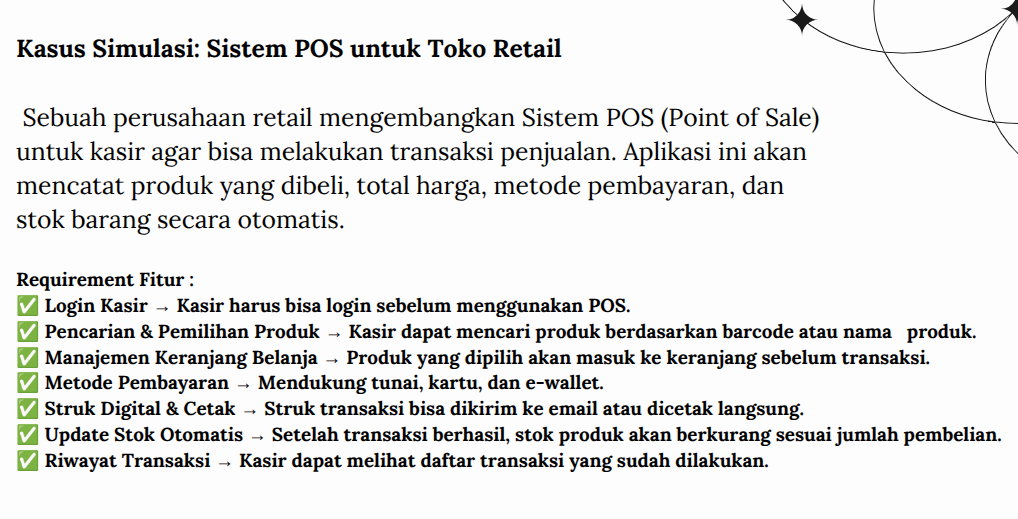 Kasus Simulasi: Sistem POS untuk Toko Retail
Sebuah perusahaan retail mengembangkan Sistem POS (Point of Sale)
untuk kasir agar bisa melakukan transaksi penjualan. Aplikasi ini akan
mencatat produk yang dibeli, total harga, metode pembayaran, dan
stok barang secara otomatis.
Requirement Fitur :
✅ Login Kasir → Kasir harus bisa login sebelum menggunakan POS.
✅ Pencarian & Pemilihan Produk → Kasir dapat mencari produk berdasarkan barcode atau nama produk.
✅ Manajemen Keranjang Belanja → Produk yang dipilih akan masuk ke keranjang sebelum transaksi.
✅ Metode Pembayaran → Mendukung tunai, kartu, dan e-wallet.
✅ Struk Digital & Cetak → Struk transaksi bisa dikirim ke email atau dicetak langsung.
✅ Update Stok Otomatis → Setelah transaksi berhasil, stok produk akan berkurang sesuai jumlah pembelian.
✅ Riwayat Transaksi → Kasir dapat melihat daftar transaksi yang sudah dilakukan.